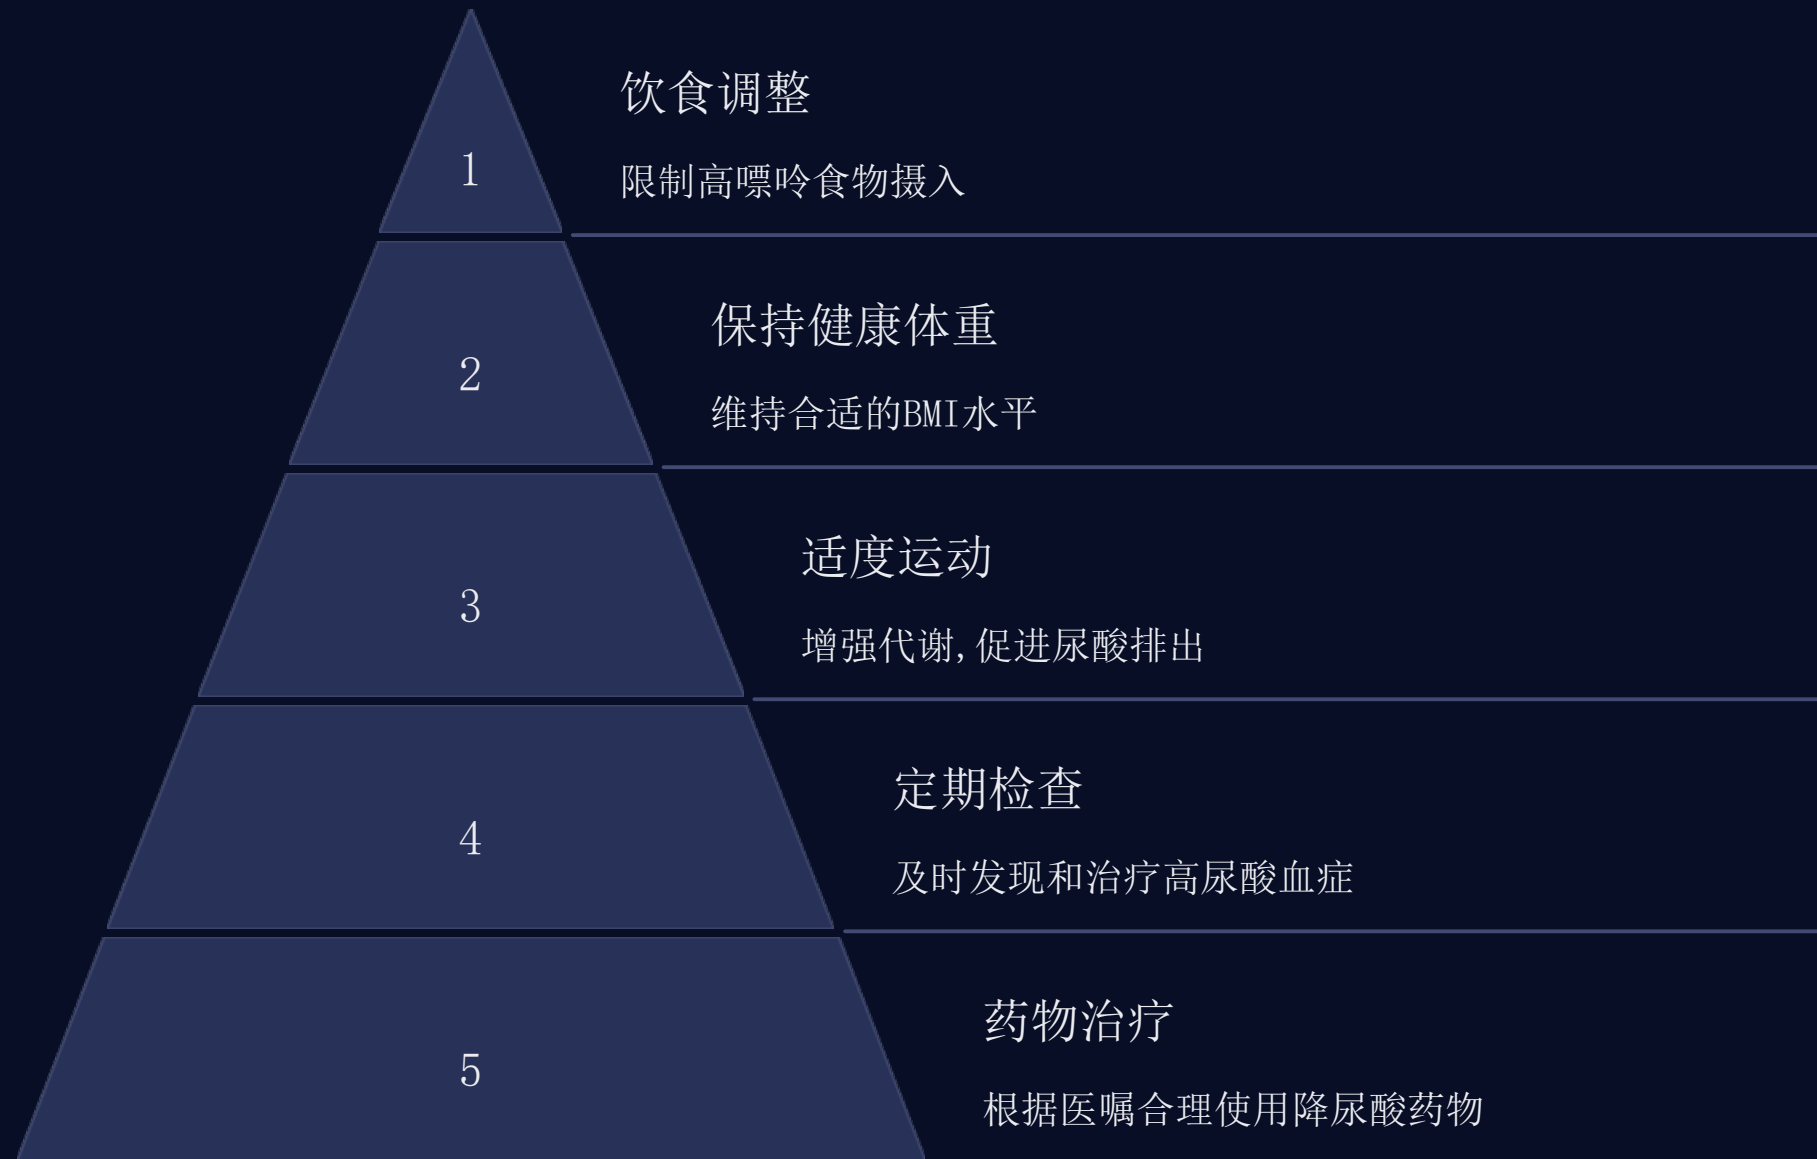 1
饮食调整
限制高嘌呤食物摄入
2
保持健康体重
维持合适的BMI水平
3
适度运动
增强代谢,促进尿酸排出
4
定期检查
及时发现和治疗高尿酸血症
5
药物治疗
根据医嘱合理使用降尿酸药物